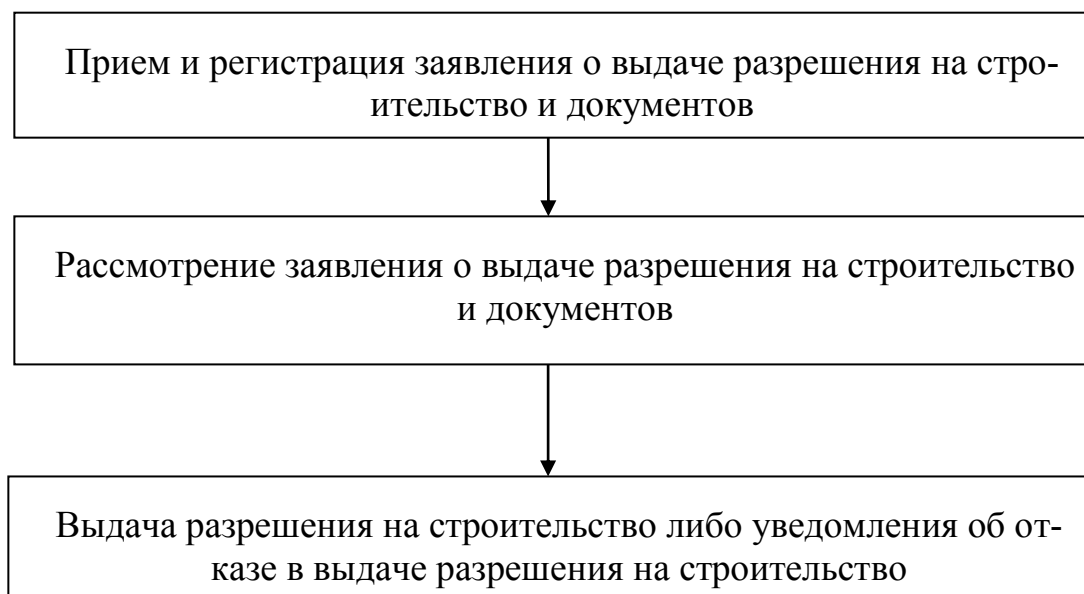 Прием и регистрация заявления о выдаче разрешения на стро-
ительство и документов
Рассмотрение заявления о выдаче разрешения на строительство
и документов
Выдача разрешения на строительство либо уведомления об от-
казе в выдаче разрешения на строительство